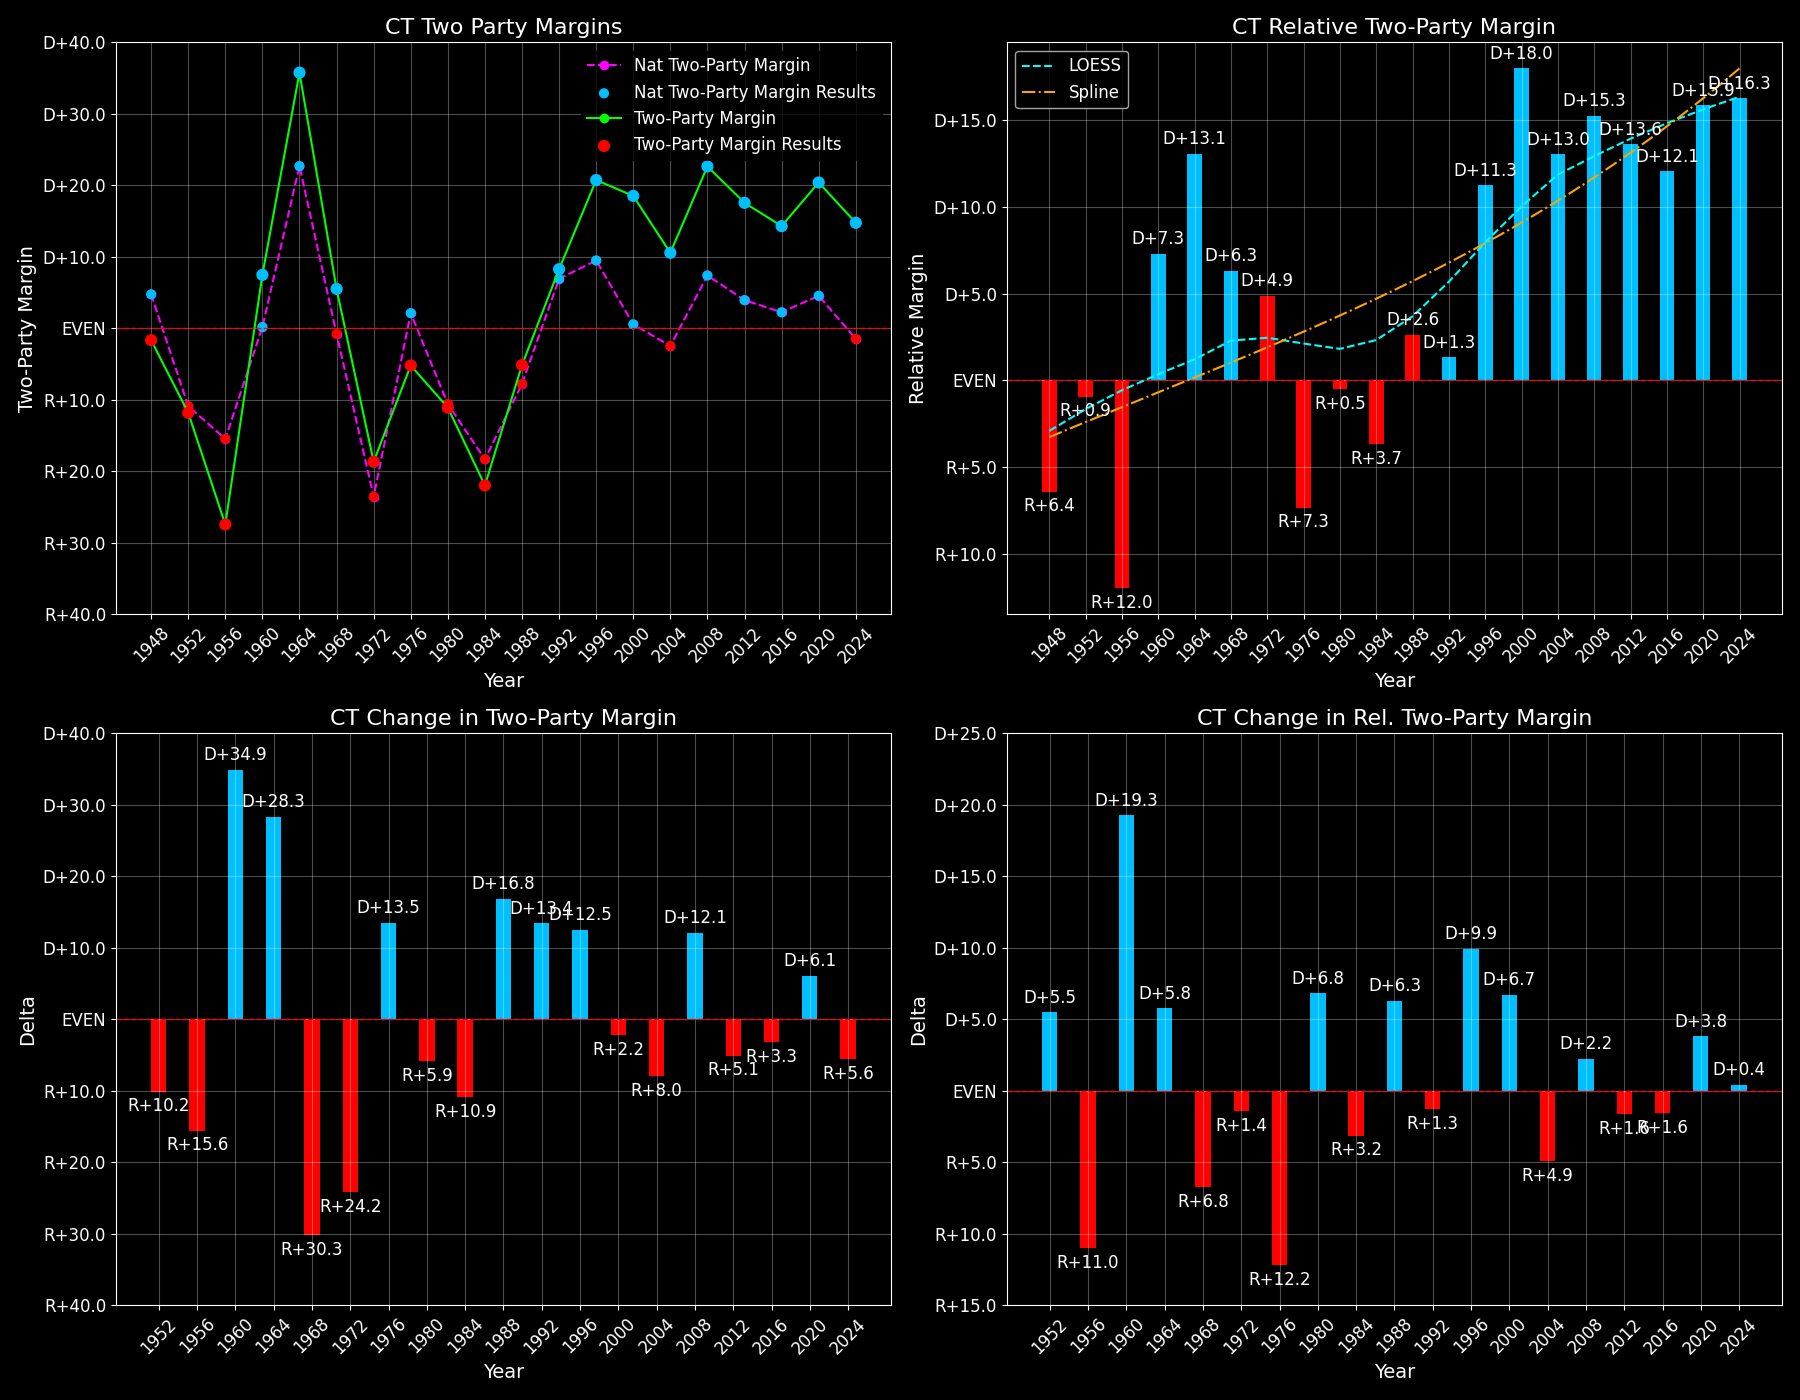 CT Two Party Margins
D+40.0
D+30.0
D+20.0
D+10.0
EVEN
R+10.0
R+20.0
R+30.0
R+40.0
Two-Party Margin
Nat Two-Party Margin
Nat Two-Party Margin Results
Two-Party Margin
Two-Party Margin Results
1948 1952 1956 1960 1964 1968 1972 1976 1980 1984 1988 1992 1996 2000 2004 2008 2012 2016 2020 2024
Year
CT Relative Two-Party Margin
LOESS
Spline
D+15.0
D+10.0
D+5.0
EVEN
R+5.0
R+10.0
Relative Margin
R+6.4
R+0.9
R+12.0
D+7.3
D+13.1
D+6.3
D+4.9
R+7.3
R+0.5
R+3.7
D+2.6
D+1.3
D+11.3
D+18.0
D+13.0
D+15.3
D+13.6
D+12.1
D+15.9
D+16.3
1948 1952 1956 1960 1964 1968 1972 1976 1980 1984 1988 1992 1996 2000 2004 2008 2012 2016 2020 2024
Year
CT Change in Two-Party Margin
D+40.0
D+30.0
D+20.0
D+10.0
EVEN
R+10.0
R+20.0
R+30.0
R+40.0
Delta
R+10.2
R+15.6
D+34.9
D+28.3
R+30.3
R+24.2
D+13.5
R+5.9
R+10.9
D+16.8
D+13.4
D+12.5
R+2.2
R+8.0
D+12.1
R+5.1
R+3.3
D+6.1
R+5.6
1952 1956 1960 1964 1968 1972 1976 1980 1984 1988 1992 1996 2000 2004 2008 2012 2016 2020 2024
Year
CT Change in Rel. Two-Party Margin
D+25.0
D+20.0
D+15.0
D+10.0
D+5.0
EVEN
R+5.0
R+10.0
R+15.0
Delta
D+5.5
R+11.0
D+19.3
D+5.8
R+6.8
R+1.4
R+12.2
D+6.8
R+3.2
D+6.3
R+1.3
D+9.9
D+6.7
R+4.9
D+2.2
R+1.6
R+1.6
D+3.8
D+0.4
1952 1956 1960 1964 1968 1972 1976 1980 1984 1988 1992 1996 2000 2004 2008 2012 2016 2020 2024
Year